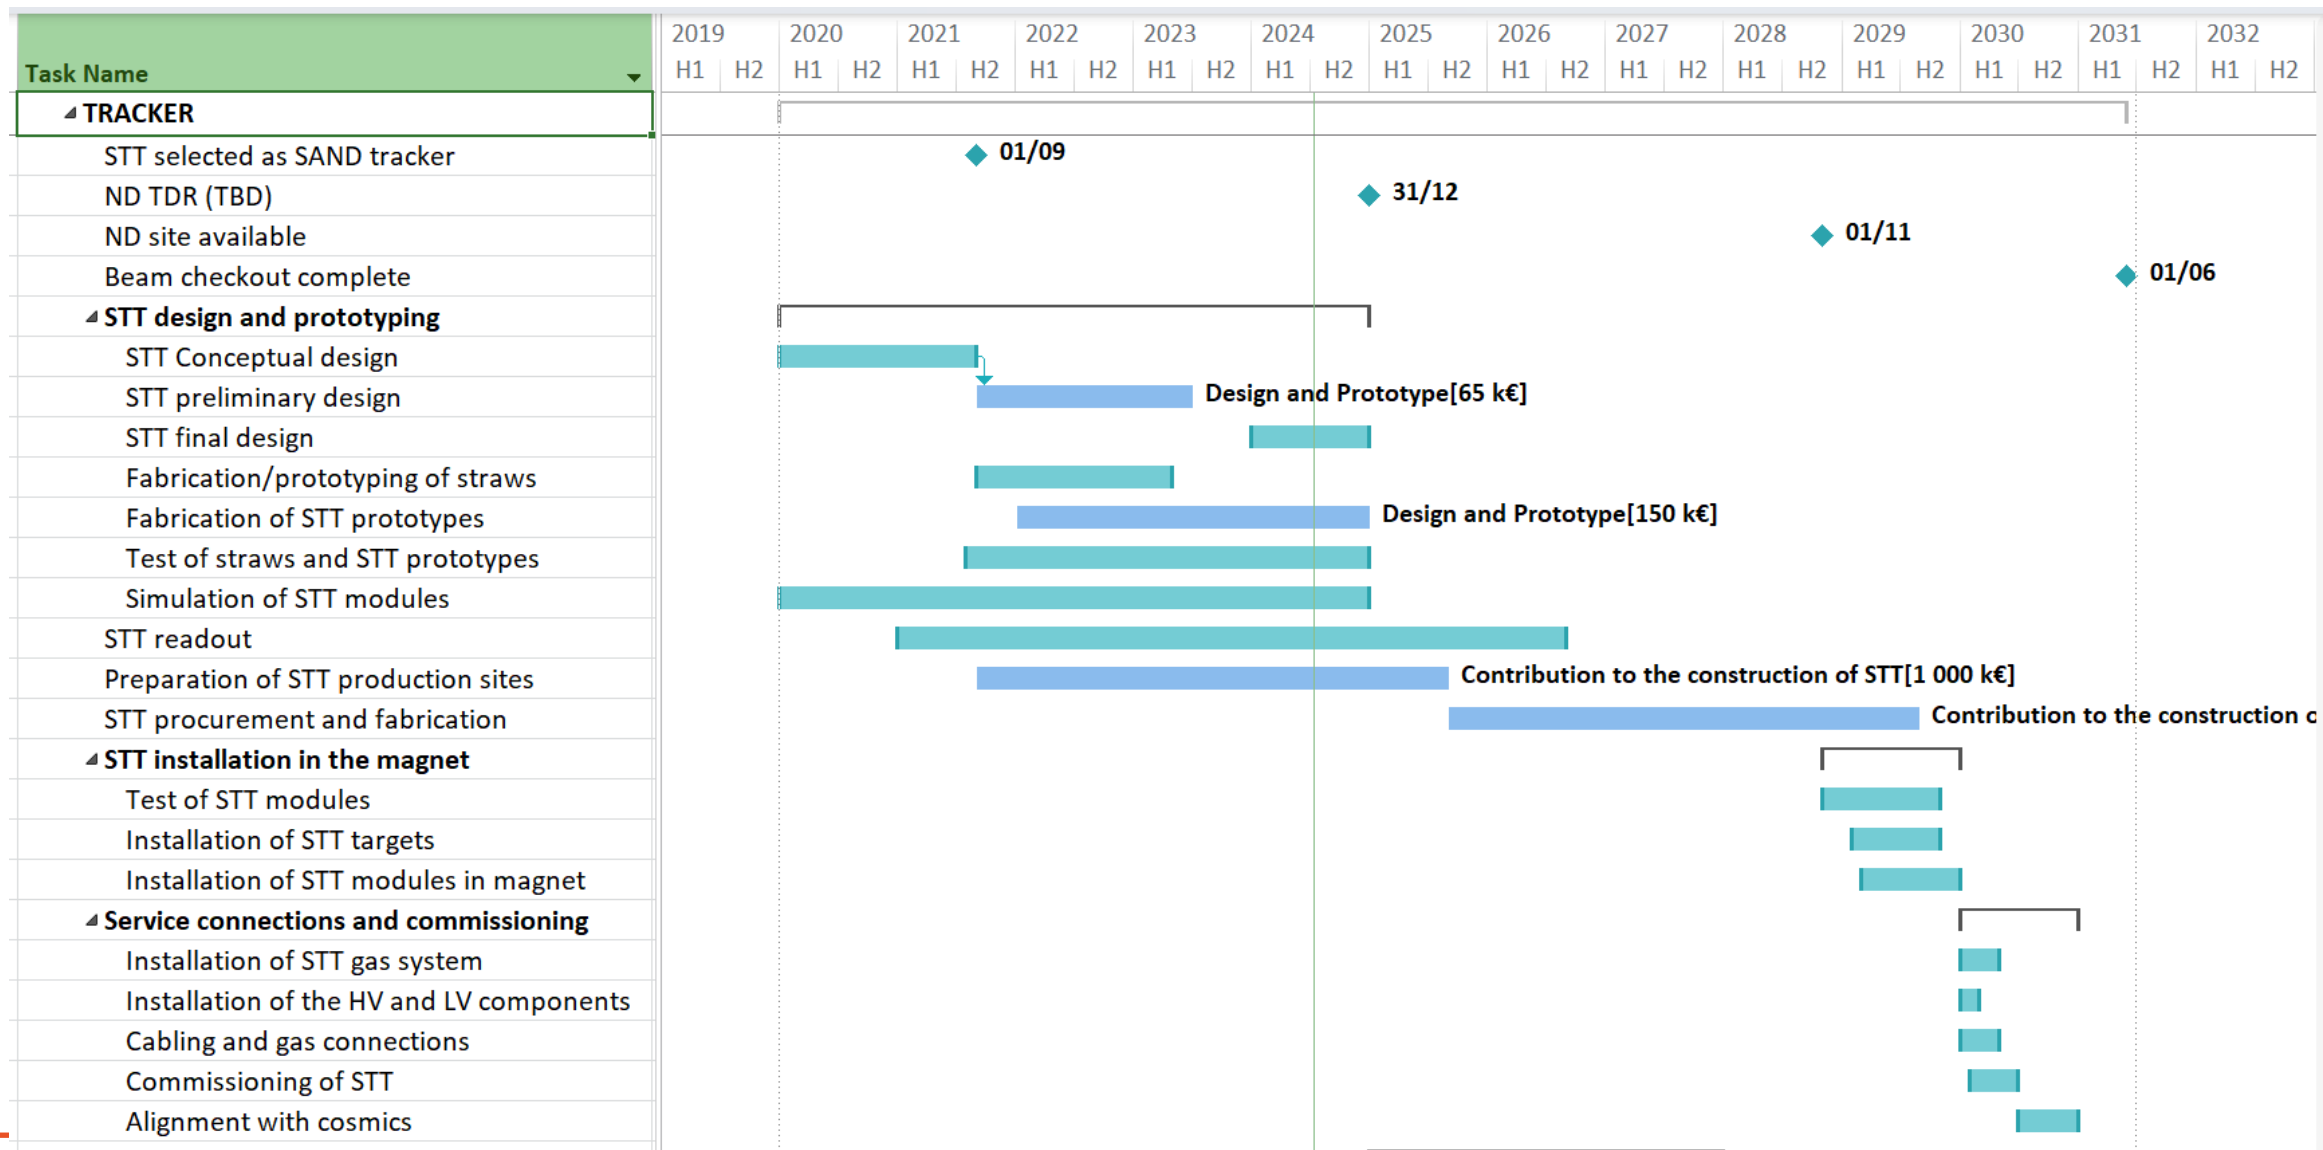 2019 2020 2021 2022 2023 2024 2025 2026 2027 2028 2029 2030 2031 2032
Task Name H1 H2 H1 H2 H1 H2 H1 H2 H1 H2 H1 H2 H1 H2 H1 H2 H1 H2 H1 H2 H1 H2 H1 H2 H1 H2 H1 H2
TRACKER
STT selected as SAND tracker 01/09
ND TDR (TBD) 31/12
ND site available 01/11
Beam checkout complete 01/06
STT design and prototyping
STT Conceptual design
STT preliminary design Design and Prototype[65 k€]
STT final design
Fabrication/prototyping of straws
Fabrication of STT prototypes Design and Prototype[150 k€]
Test of straws and STT prototypes
Simulation of STT modules
STT readout
Preparation of STT production sites Contribution to the construction of STT[1 000 k€]
STT procurement and fabrication Contribution to the construction
STT installation in the magnet
Test of STT modules
Installation of STT targets
Installation of STT modules in magnet
Service connections and commissioning
Installation of STT gas system
Installation of the HV and LV components
Cabling and gas connections
Commissioning of STT
Alignment with cosmics